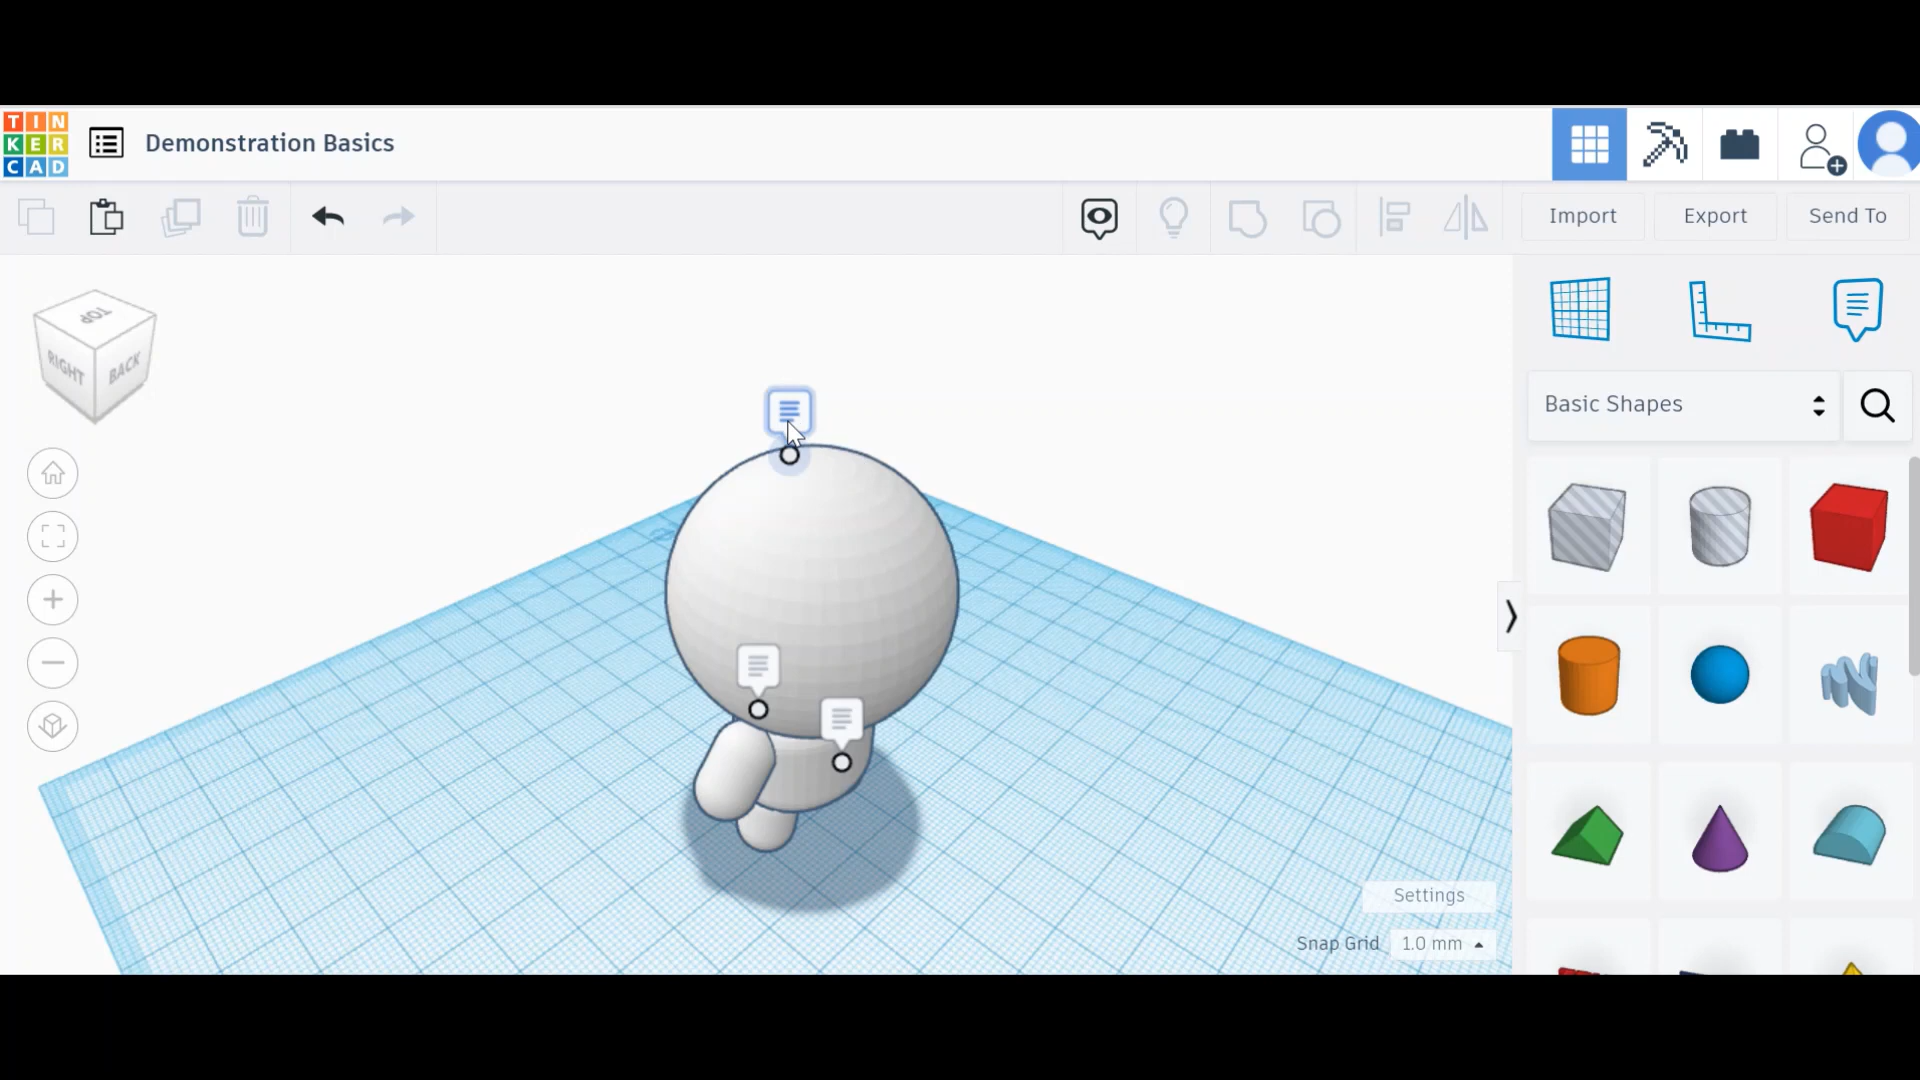 TIN
KER
CAD
Demonstration Basics
Import
Export
Send To
TOP
RIGHT
BACK
Basic Shapes
Settings
Snap Grid 1.0 mm